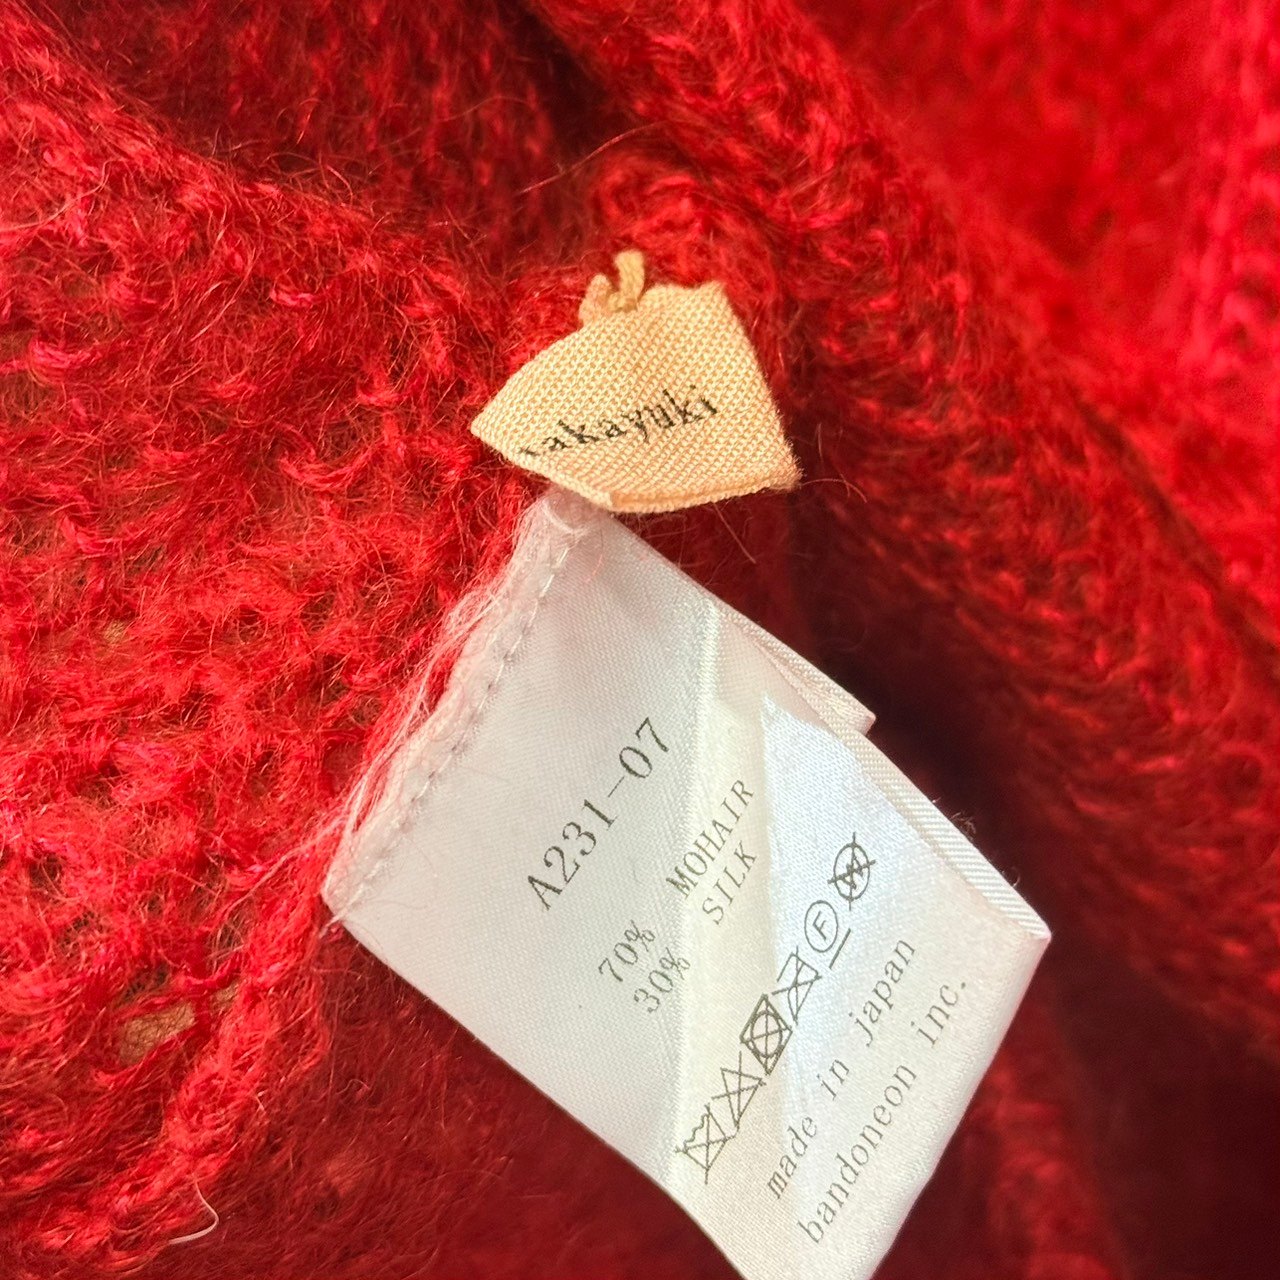 akayuki
A231-07
70% MOHAIR
30% SILK
F W
made in japan
bandoneon inc.